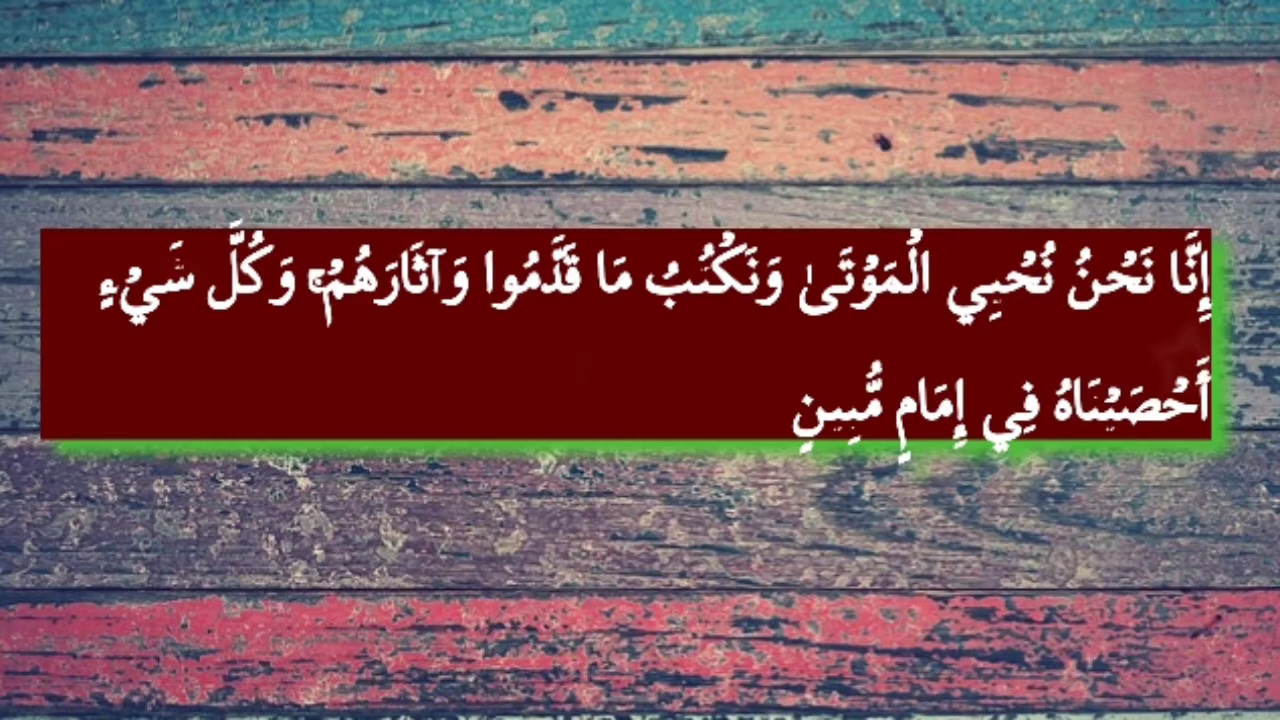 إِنَّا نَحْنُ نُحْيِي الْمَوْتَىٰ وَنَكْتُبُ مَا قَدَّمُوا وَآثَارَهُمْ ۚ وَكُلَّ شَيْءٍ
أَحْصَيْنَاهُ فِي إِمَامٍ مُّبِينٍ